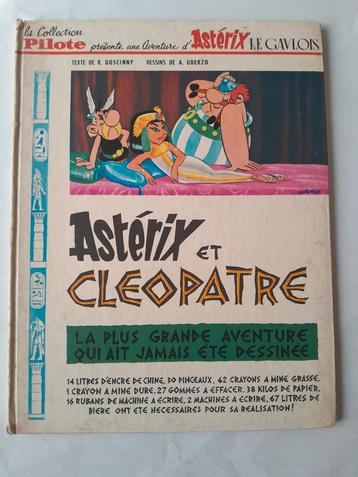 la Collection
Pilote présente une Aventure d'Astérix LE GAULOIS
TEXTE DE R. GOSCINNY DESSINS DE A. UDERZO
Astérix ET
CLEOPATRE
LA PLUS GRANDE AVENTURE
QUI AIT JAMAIS ÉTÉ DESSINÉE
14 LITRES D'ENCRE DE CHINE, 30 PINCEAUX, 62 CRAYONS A MINE GRASSE,
1 CRAYON A MINE DURE, 27 GOMMES A EFFACER, 38 KILOS DE PAPIER,
16 RUBANS DE MACHINE A ECRIRE, 2 MACHINES A ECRIRE, 67 LITRES DE
BIERE ONT ETE NECESSAIRES POUR SA REALISATION!